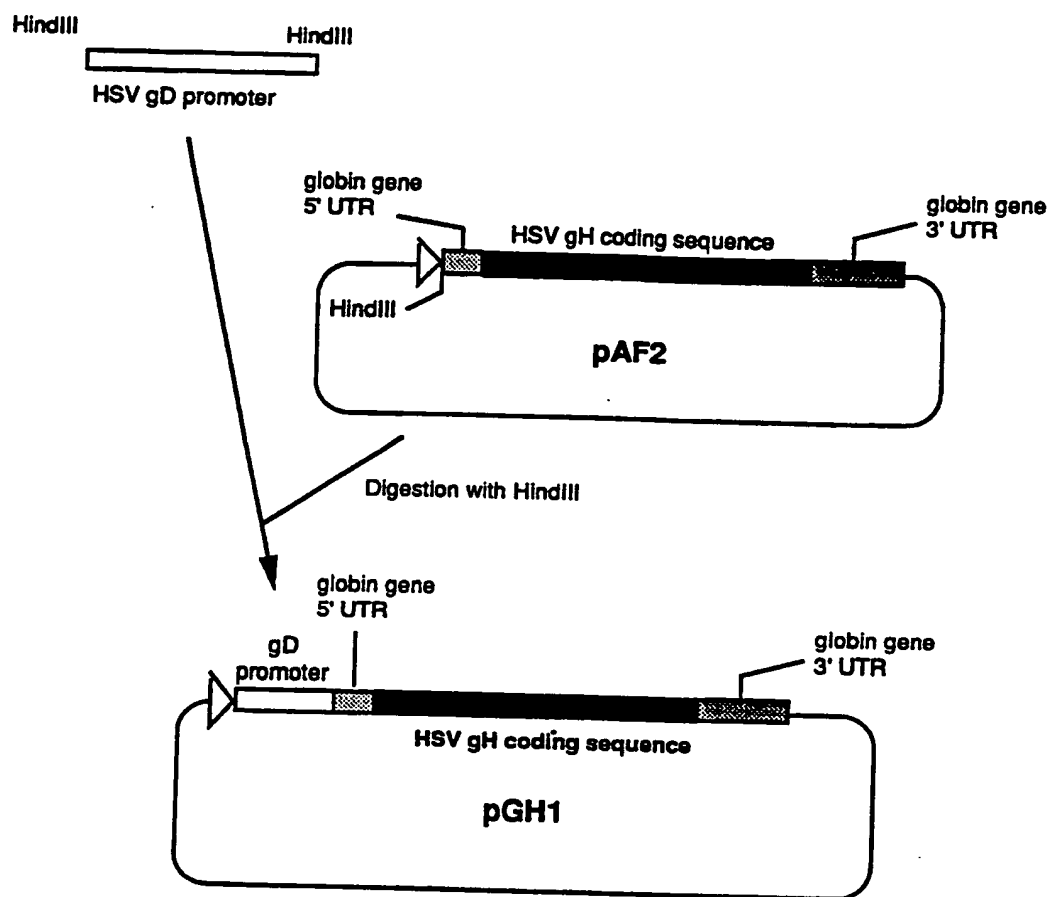 HindIII
HindIII
HSV gD promoter
globin gene
5' UTR
HSV gH coding sequence
globin gene
3' UTR
HindIII
pAF2
Digestion with HindIII
globin gene
5' UTR
gD
promoter
globin gene
3' UTR
HSV gH coding sequence
pGH1